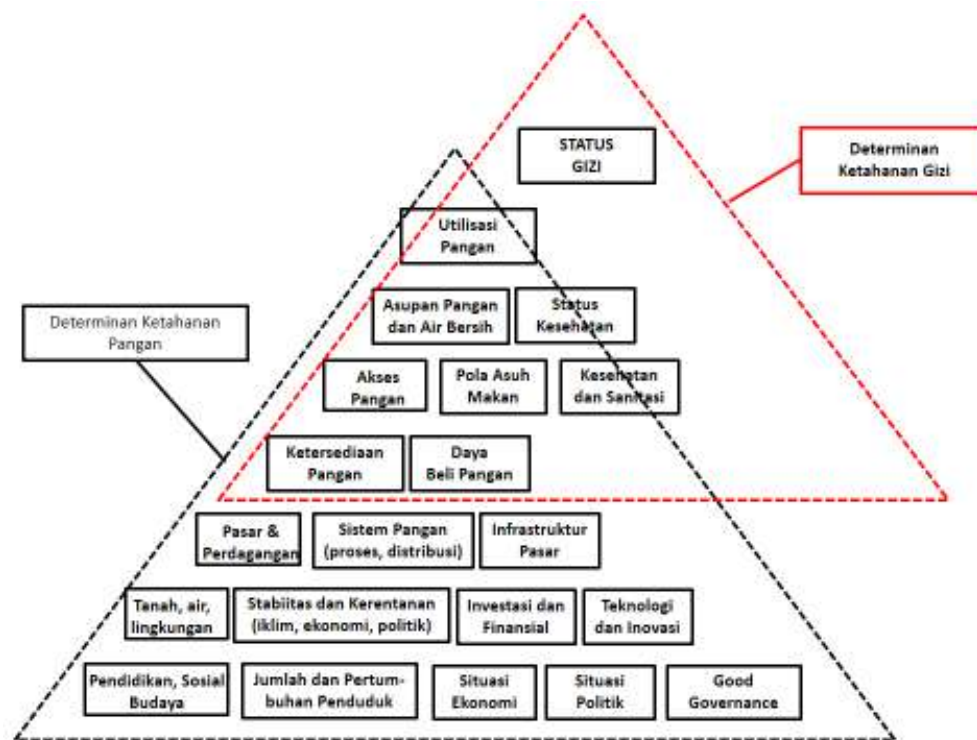 STATUS
GIZI
Determinan
Ketahanan Gizi
Utilisasi
Pangan
Determinan Ketahanan
Pangan
Asupan Pangan
dan Air Bersih
Status
Kesehatan
Akses
Pangan
Pola Asuh
Makan
Kesehatan
dan Sanitasi
Ketersediaan
Pangan
Daya
Beli Pangan
Pasar &
Perdagangan
Sistem Pangan
(proses, distribusi)
Infrastruktur
Pasar
Tanah, air,
lingkungan
Stabiitas dan Kerentanan
(iklim, ekonomi, politik)
Investasi dan
Finansial
Teknologi
dan Inovasi
Pendidikan, Sosial
Budaya
Jumlah dan Pertum-
buhan Penduduk
Situasi
Ekonomi
Situasi
Politik
Good
Governance